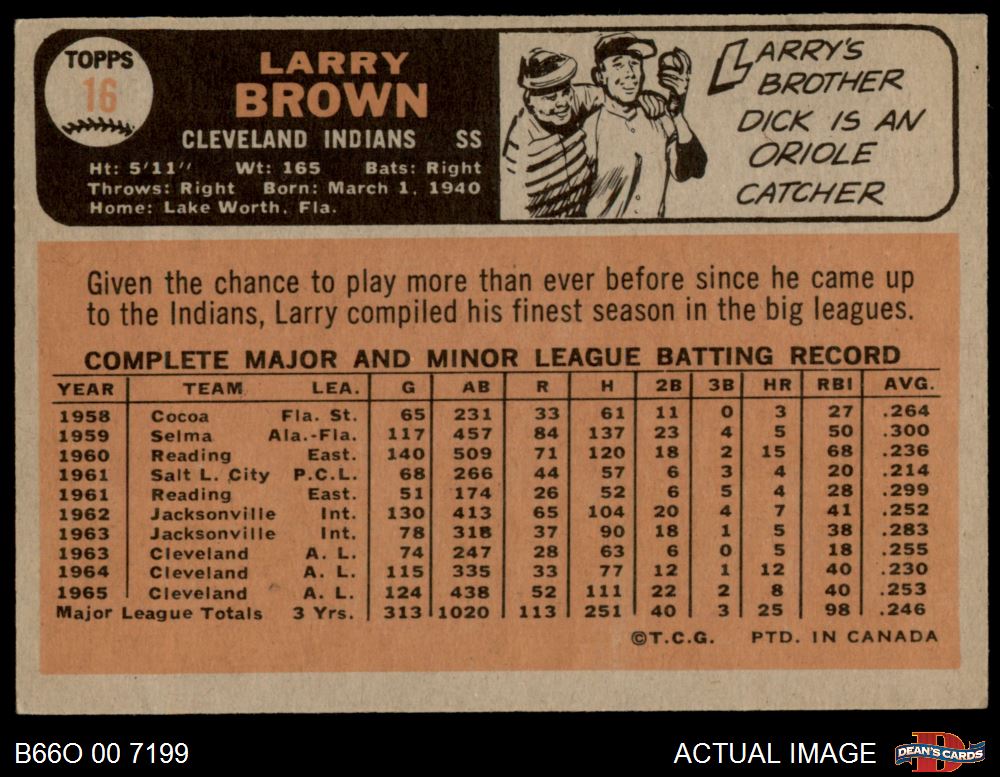 TOPPS
16
LARRY
BROWN
CLEVELAND INDIANS SS
Ht: 5'11" Wt: 165 Bats: Right
Throws: Right Born: March 1, 1940
Home: Lake Worth, Fla.
LARRY'S
BROTHER
DICK IS AN
ORIOLE
CATCHER
Given the chance to play more than ever before since he came up
to the Indians, Larry compiled his finest season in the big leagues.
COMPLETE MAJOR AND MINOR LEAGUE BATTING RECORD
YEAR TEAM LEA. G AB R H 2B 3B HR RBI AVG.
1958 Cocoa Fla. St. 65 231 33 61 11 0 3 27 .264
1959 Selma Ala.-Fla. 117 457 84 137 23 4 5 50 .300
1960 Reading East. 140 509 71 120 18 2 15 68 .236
1961 Salt L. City P.C.L. 68 266 44 57 6 3 4 20 .214
1961 Reading East. 51 174 26 52 6 5 4 28 .299
1962 Jacksonville Int. 130 413 65 104 20 4 7 41 .252
1963 Jacksonville Int. 78 318 37 90 18 1 5 38 .283
1963 Cleveland A. L. 74 247 28 63 6 0 5 18 .255
1964 Cleveland A. L. 115 335 33 77 12 1 12 40 .230
1965 Cleveland A. L. 124 438 52 111 22 2 8 40 .253
Major League Totals 3 Yrs. 313 1020 113 251 40 3 25 98 .246
©T.C.G. PTD. IN CANADA
B66O 00 7199
ACTUAL IMAGE
DEAN'S CARDS